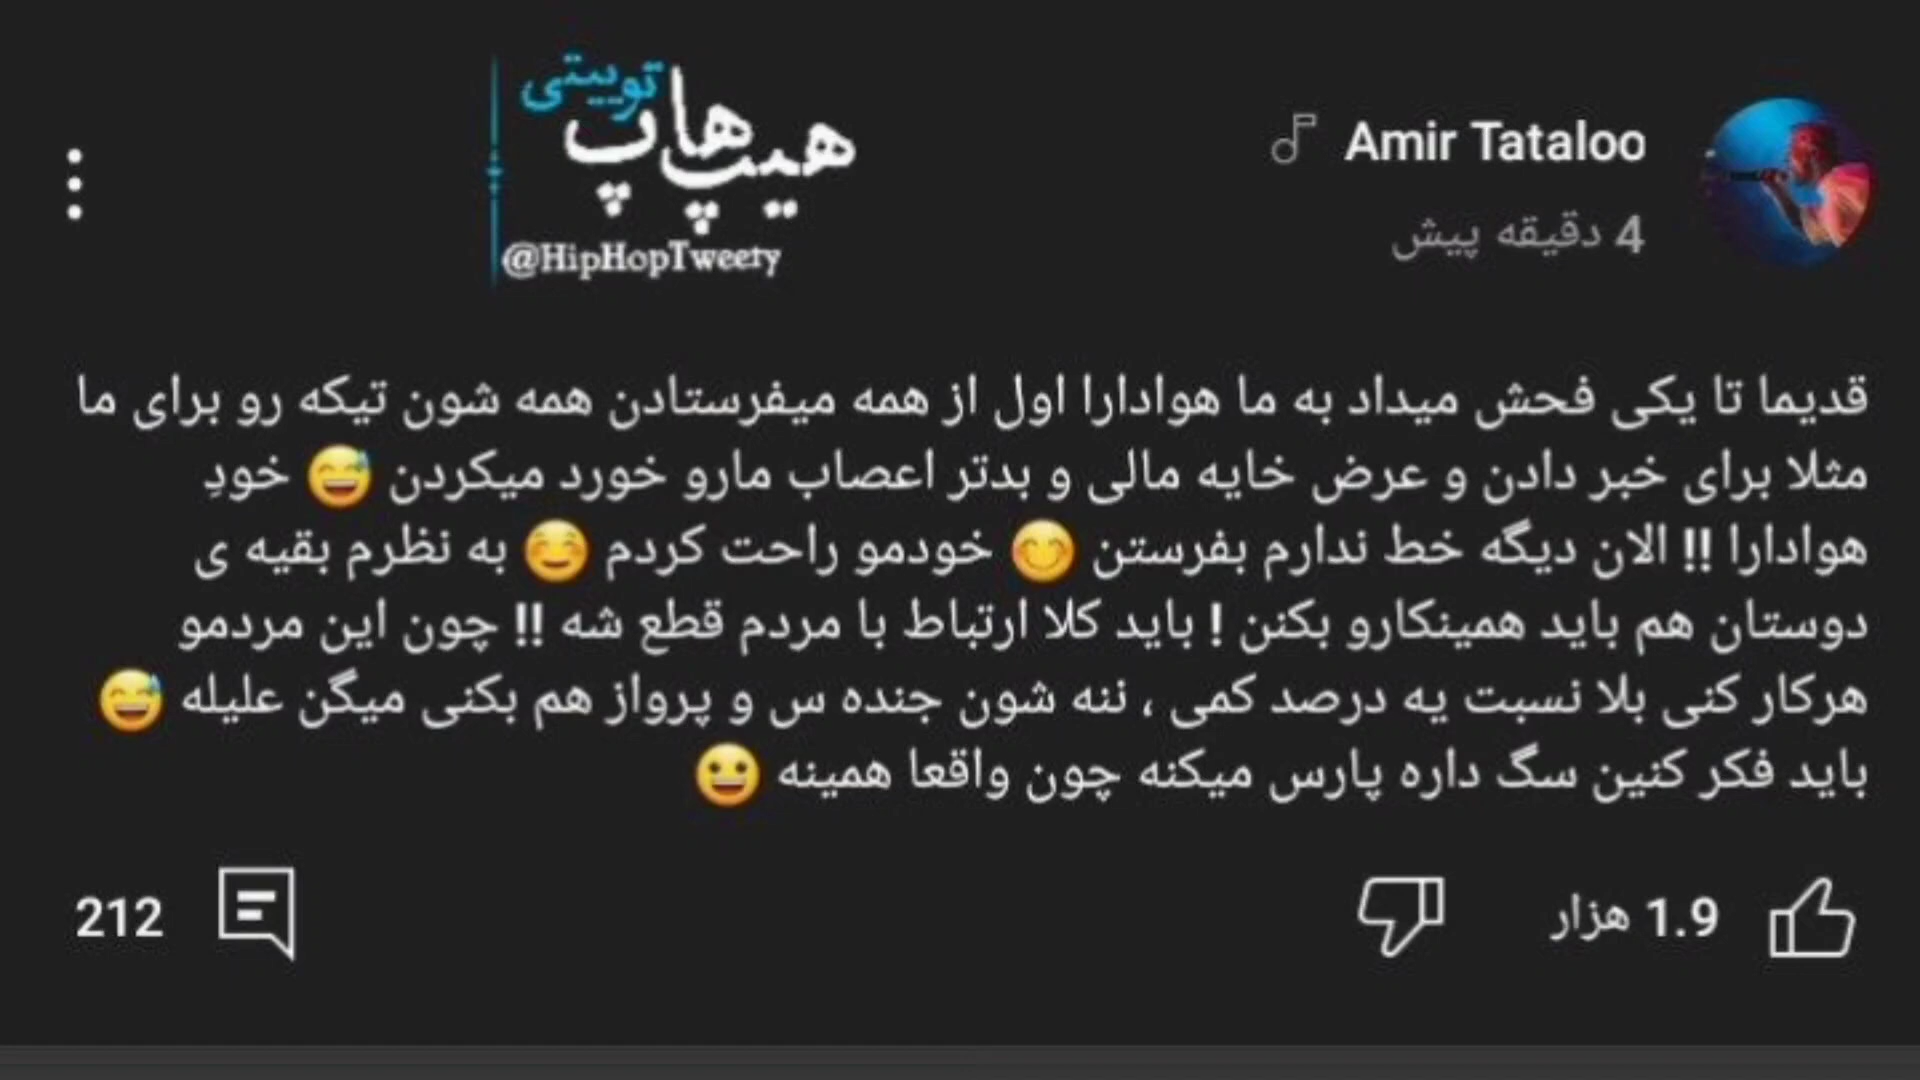 Amir Tataloo
4 دقیقه پیش
هیپ هاپ توییتی
@HipHopTweety
قدیما تا یکی فحش میداد به ما هوادارا اول از همه میفرستادن همه شون تیکه رو برای ما
مثلا برای خبر دادن و عرض خایه مالی و بدتر اعصاب مارو خورد میکردن 😅 خودِ
هوادارا !! الان دیگه خط ندارم بفرستن 😊 خودمو راحت کردم ☺️ به نظرم بقیه ی
دوستان هم باید همینکارو بکنن ! باید کلا ارتباط با مردم قطع شه !! چون این مردمو
هرکار کنی بلا نسبت یه درصد کمی ، ننه شون جنده س و پرواز هم بکنی میگن علیله 😅
باید فکر کنین سگ داره پارس میکنه چون واقعا همینه 😀
1.9 هزار
212